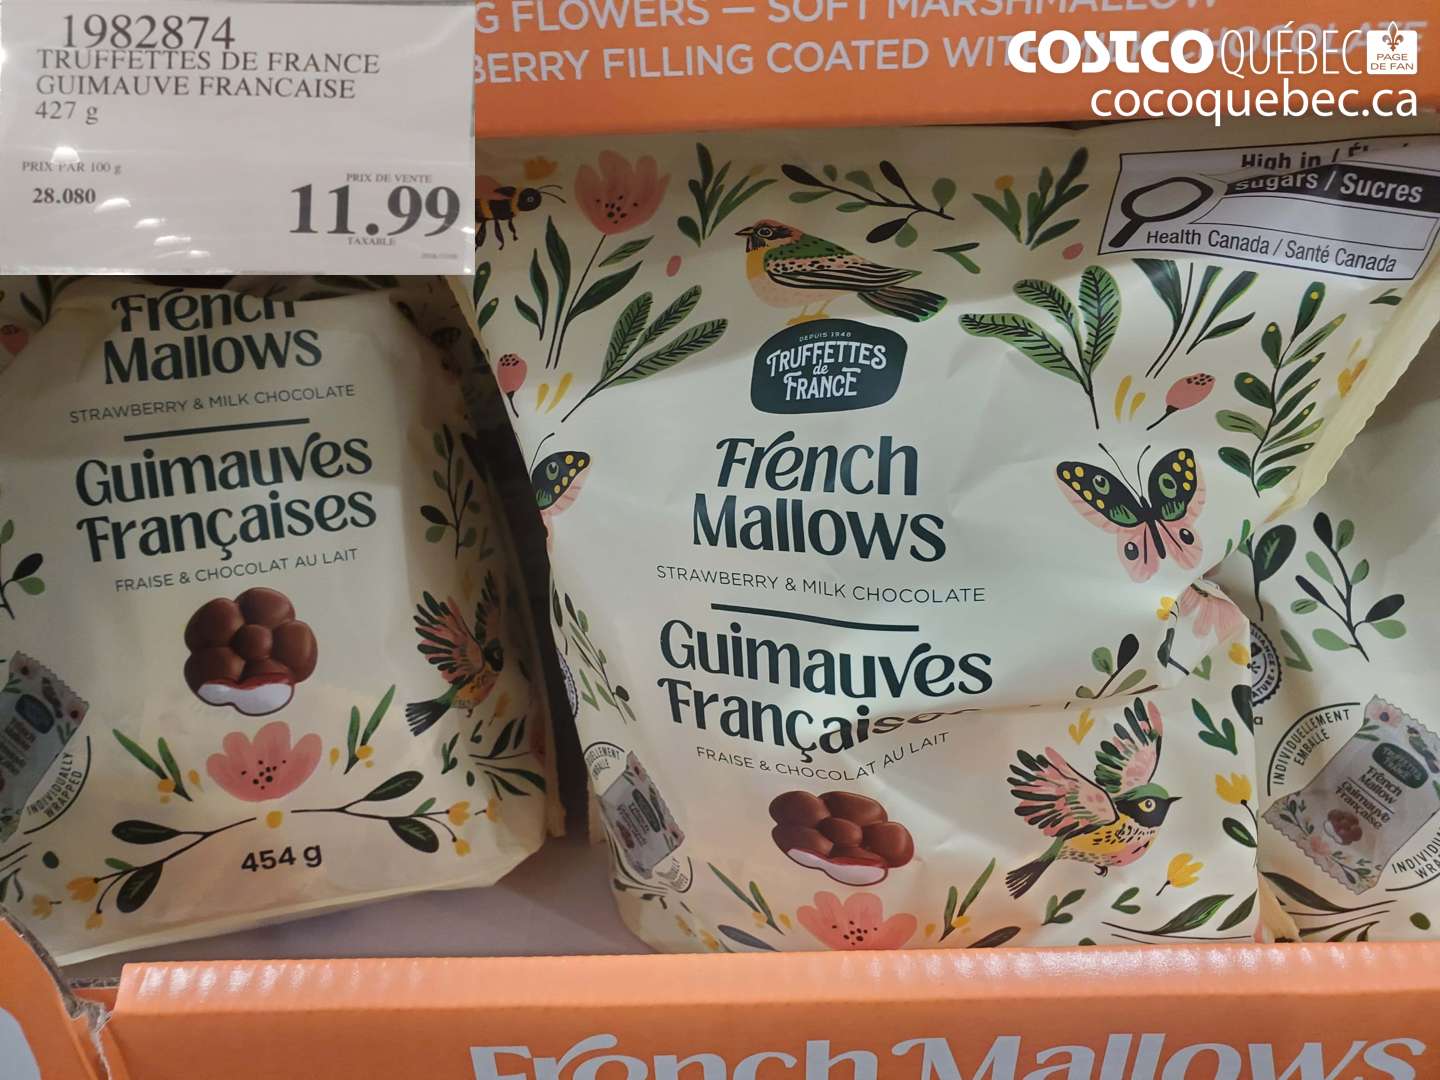 1982874
TRUFFETTES DE FRANCE
GUIMAUVE FRANCAISE
427 g
PRIX PAR 100 g
28.080
PRIX DE VENTE
11.99
TAXABLE
G FLOWERS — SOFT MARSHMALLOW
BERRY FILLING COATED WITH MILK CHOCOLATE
COSTCO QUÉBEC
PAGE
DE FAN
cocoquebec.ca
High in /
sugars / Sucres
Health Canada / Santé Canada
French
Mallows
STRAWBERRY & MILK CHOCOLATE
Guimauves
Françaises
FRAISE & CHOCOLAT AU LAIT
INDIVIDUALLY
WRAPPED
454 g
DEPUIS 1948
TRUFFETTES
de
FRANCE
French
Mallows
STRAWBERRY & MILK CHOCOLATE
Guimauves
Françaises
FRAISE & CHOCOLAT AU LAIT
INDIVIDUELLEMENT
EMBALLÉ
French
Mallow
Guimauve
Française
French Mallows